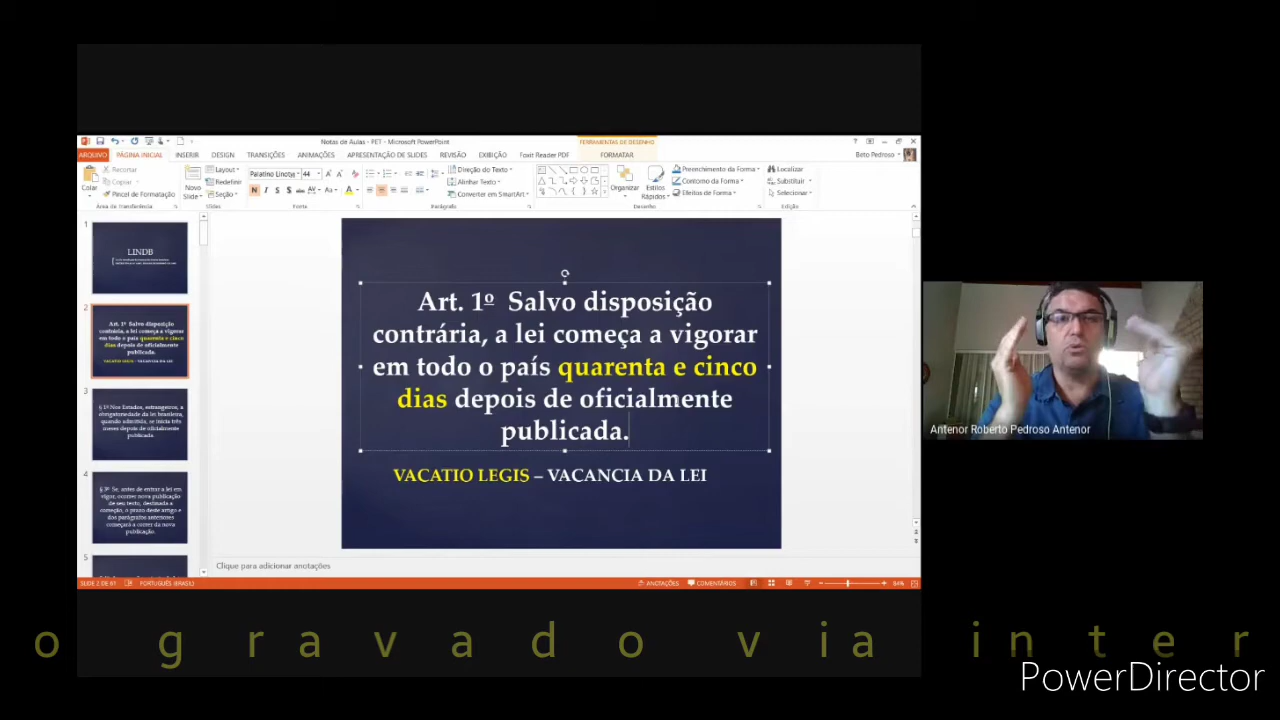 Notas de Aulas - PET - Microsoft PowerPoint
FERRAMENTAS DE DESENHO
ARQUIVO PÁGINA INICIAL INSERIR DESIGN TRANSIÇÕES ANIMAÇÕES APRESENTAÇÃO DE SLIDES REVISÃO EXIBIÇÃO Foxit Reader PDF FORMATAR
Beto Pedroso
Colar
Recortar
Copiar
Pincel de Formatação
Área de Transferência
Novo
Slide
Layout
Redefinir
Seção
Slides
Palatino Linotype 44
Fonte
Direção do Texto
Alinhar Texto
Converter em SmartArt
Parágrafo
Organizar
Estilos
Rápidos
Preenchimento da Forma
Contorno da Forma
Efeitos de Forma
Desenho
Localizar
Substituir
Selecionar
Edição
1
LINDB
2
Art. 1º Salvo disposição
contrária, a lei começa a vigorar
em todo o país quarenta e cinco
dias depois de oficialmente
publicada.
VACATIO LEGIS – VACANCIA DA LEI
3
§ 1º Nos Estados, estrangeiros, a
obrigatoriedade da lei brasileira,
quando admitida, se inicia três
meses depois de oficialmente
publicada.
4
§ 3º Se, antes de entrar a lei em
vigor, ocorrer nova publicação
de seu texto, destinada a
correção, o prazo deste artigo e
dos parágrafos anteriores
começará a correr da nova
publicação.
5
Art. 1º Salvo disposição
contrária, a lei começa a vigorar
em todo o país quarenta e cinco
dias depois de oficialmente
publicada.
VACATIO LEGIS – VACANCIA DA LEI
Antenor Roberto Pedroso Antenor
Clique para adicionar anotações
SLIDE 2 DE 61 PORTUGUÊS (BRASIL) ANOTAÇÕES COMENTÁRIOS 84%
o gravado via inter
PowerDirector